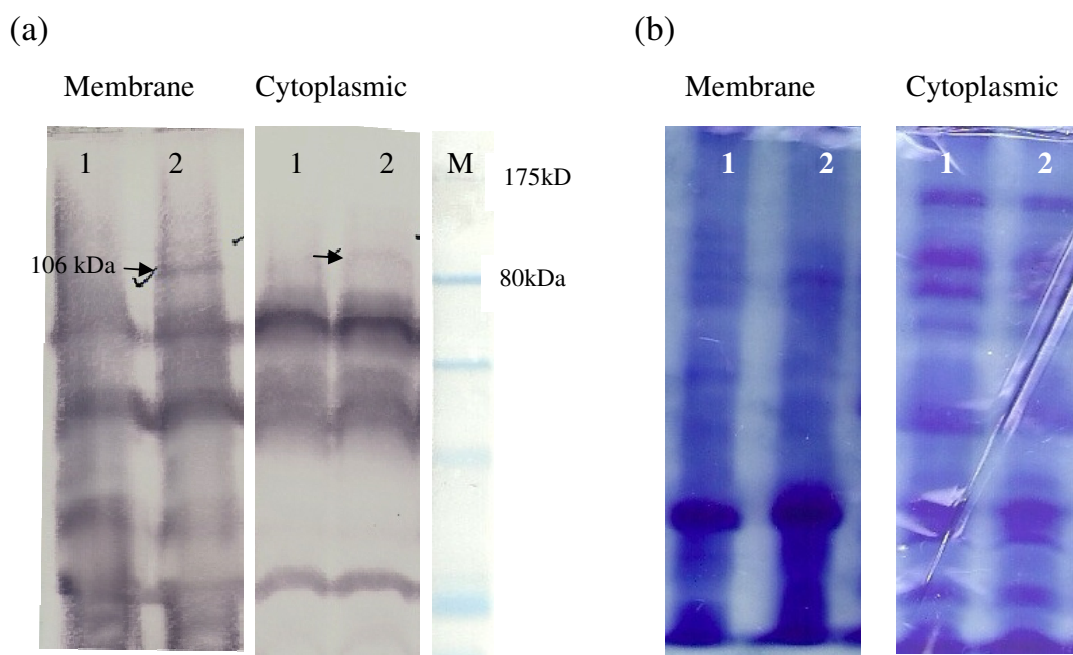 (a)
(b)
Membrane
Cytoplasmic
Membrane
Cytoplasmic
1
2
1
2
M
175kD
1
2
1
2
106 kDa
80kDa